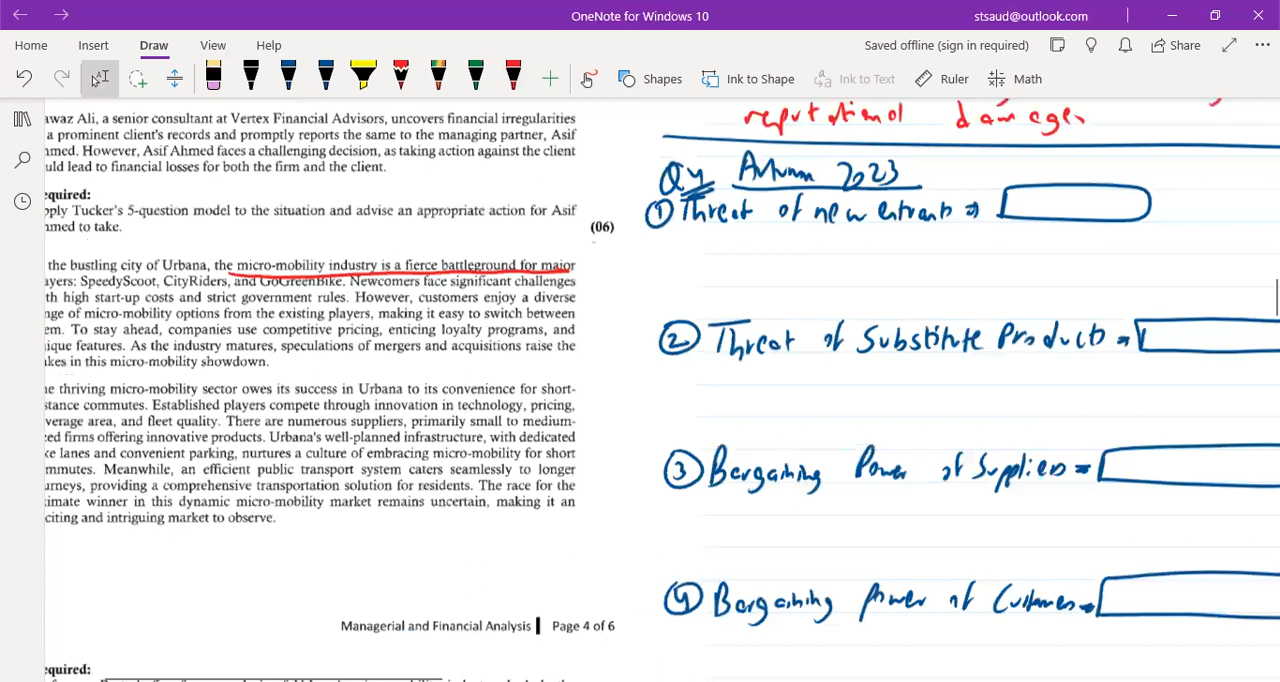 OneNote for Windows 10
stsaud@outlook.com
Home Insert Draw View Help
Saved offline (sign in required) Share
Shapes Ink to Shape Ink to Text Ruler Math
awaz Ali, a senior consultant at Vertex Financial Advisors, uncovers financial irregularities
a prominent client's records and promptly reports the same to the managing partner, Asif
hmed. However, Asif Ahmed faces a challenging decision, as taking action against the client
uld lead to financial losses for both the firm and the client.
equired:
pply Tucker's 5-question model to the situation and advise an appropriate action for Asif
hmed to take.
(06)
the bustling city of Urbana, the micro-mobility industry is a fierce battleground for major
ayers: SpeedyScoot, CityRiders, and GoGreenBike. Newcomers face significant challenges
th high start-up costs and strict government rules. However, customers enjoy a diverse
nge of micro-mobility options from the existing players, making it easy to switch between
em. To stay ahead, companies use competitive pricing, enticing loyalty programs, and
nique features. As the industry matures, speculations of mergers and acquisitions raise the
akes in this micro-mobility showdown.
he thriving micro-mobility sector owes its success in Urbana to its convenience for short-
stance commutes. Established players compete through innovation in technology, pricing,
verage area, and fleet quality. There are numerous suppliers, primarily small to medium-
zed firms offering innovative products. Urbana's well-planned infrastructure, with dedicated
ke lanes and convenient parking, nurtures a culture of embracing micro-mobility for short
mmutes. Meanwhile, an efficient public transport system caters seamlessly to longer
urneys, providing a comprehensive transportation solution for residents. The race for the
timate winner in this dynamic micro-mobility market remains uncertain, making it an
citing and intriguing market to observe.
Managerial and Financial Analysis | Page 4 of 6
equired:
reputational damages
Q4 Autumn 2023
① Threat of new entrants ⇒
② Threat of Substitute Products ⇒
③ Bargaining Power of Suppliers ⇒
④ Bargaining Power of Customers ⇒